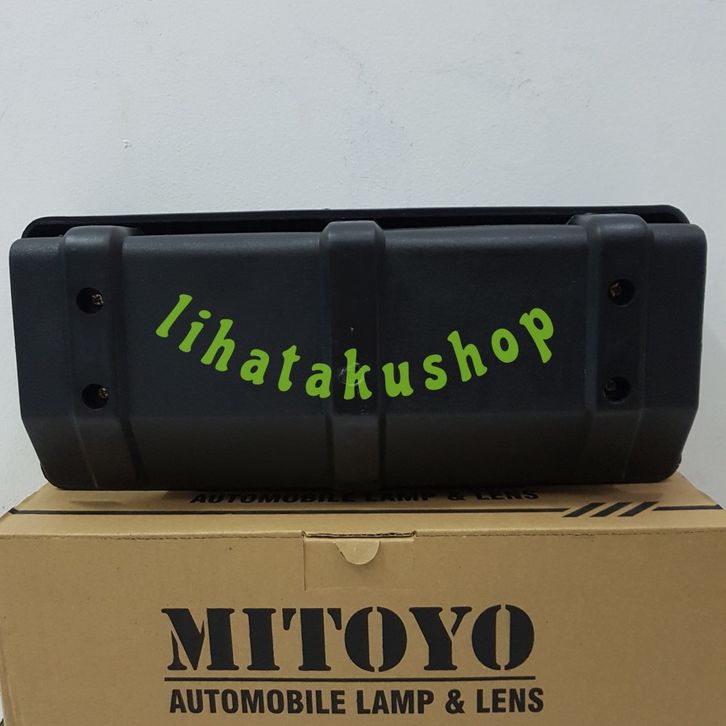 lihatakushop
AUTOMOBILE LAMP & LENS
MITOYO
AUTOMOBILE LAMP & LENS